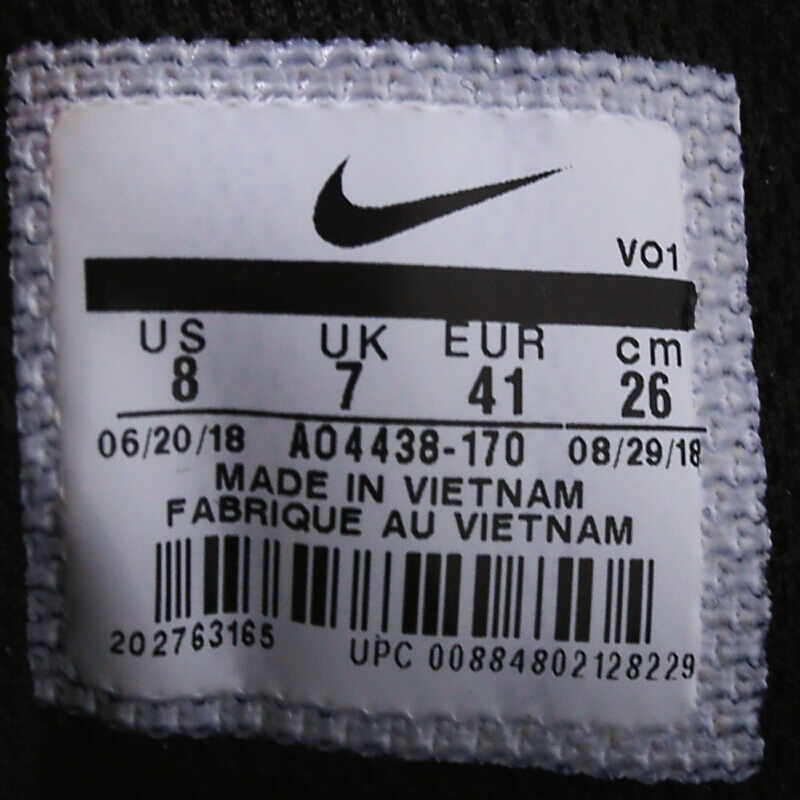 VO1
US UK EUR cm
8 7 41 26
06/20/18 AO4438-170 08/29/18
MADE IN VIETNAM
FABRIQUE AU VIETNAM
202763165 UPC 00884802128229